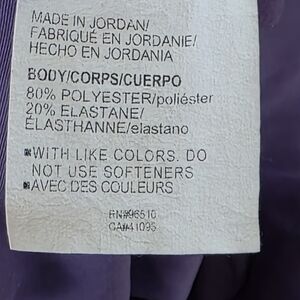 MADE IN JORDAN/
FABRIQUÉ EN JORDANIE/
HECHO EN JORDANIA
BODY/CORPS/CUERPO
80% POLYESTER/poliéster
20% ELASTANE/
ÉLASTHANNE/elastano
▪WITH LIKE COLORS. DO
NOT USE SOFTENERS
▪AVEC DES COULEURS
RN#96510
CA#41095